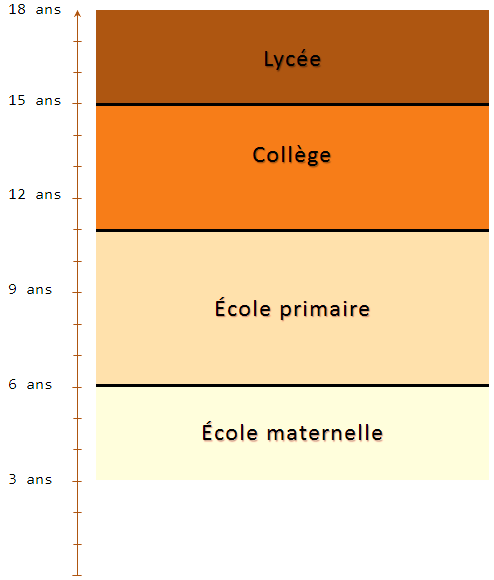 18 ans
Lycée
15 ans
Collège
12 ans
9 ans
École primaire
6 ans
École maternelle
3 ans